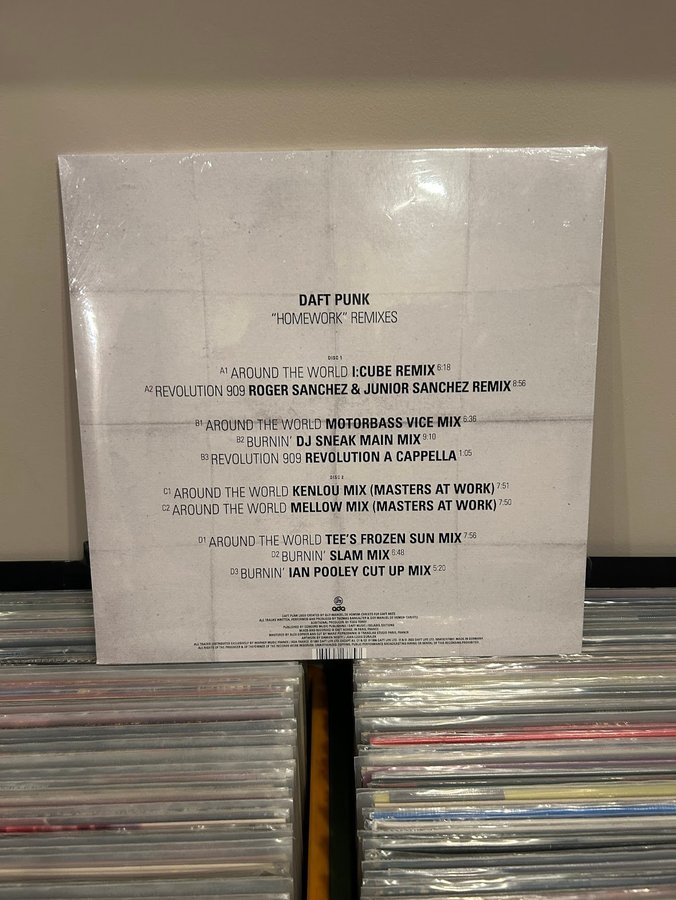 DAFT PUNK
"HOMEWORK" REMIXES
DISC 1
A1 AROUND THE WORLD I:CUBE REMIX 6:18
A2 REVOLUTION 909 ROGER SANCHEZ & JUNIOR SANCHEZ REMIX 8:56
B1 AROUND THE WORLD MOTORBASS VICE MIX 6:36
B2 BURNIN' DJ SNEAK MAIN MIX 9:10
B3 REVOLUTION 909 REVOLUTION A CAPPELLA 1:05
DISC 2
C1 AROUND THE WORLD KENLOU MIX (MASTERS AT WORK) 7:51
C2 AROUND THE WORLD MELLOW MIX (MASTERS AT WORK) 7:50
D1 AROUND THE WORLD TEE'S FROZEN SUN MIX 7:56
D2 BURNIN' SLAM MIX 6:48
D3 BURNIN' IAN POOLEY CUT UP MIX 5:20
ada